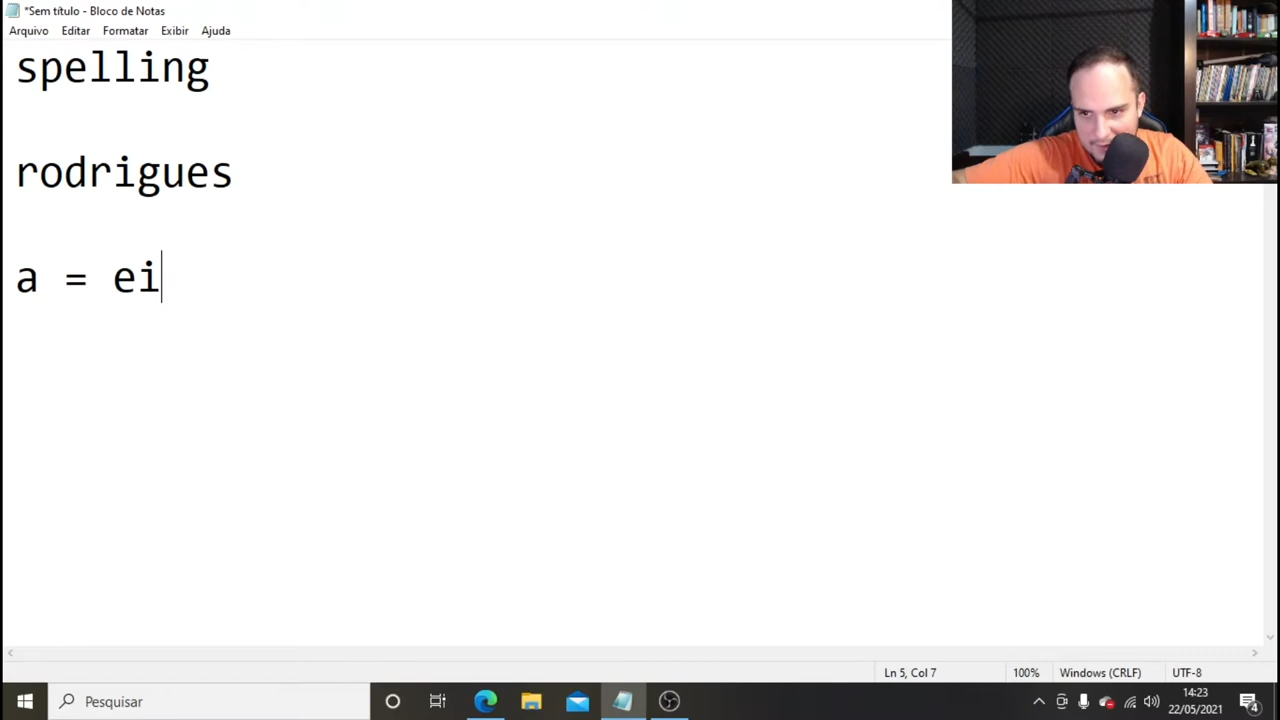 *Sem título - Bloco de Notas
Arquivo Editar Formatar Exibir Ajuda
spelling
rodrigues
a = ei
Ln 5, Col 7 100% Windows (CRLF) UTF-8
Pesquisar
14:23
22/05/2021
4